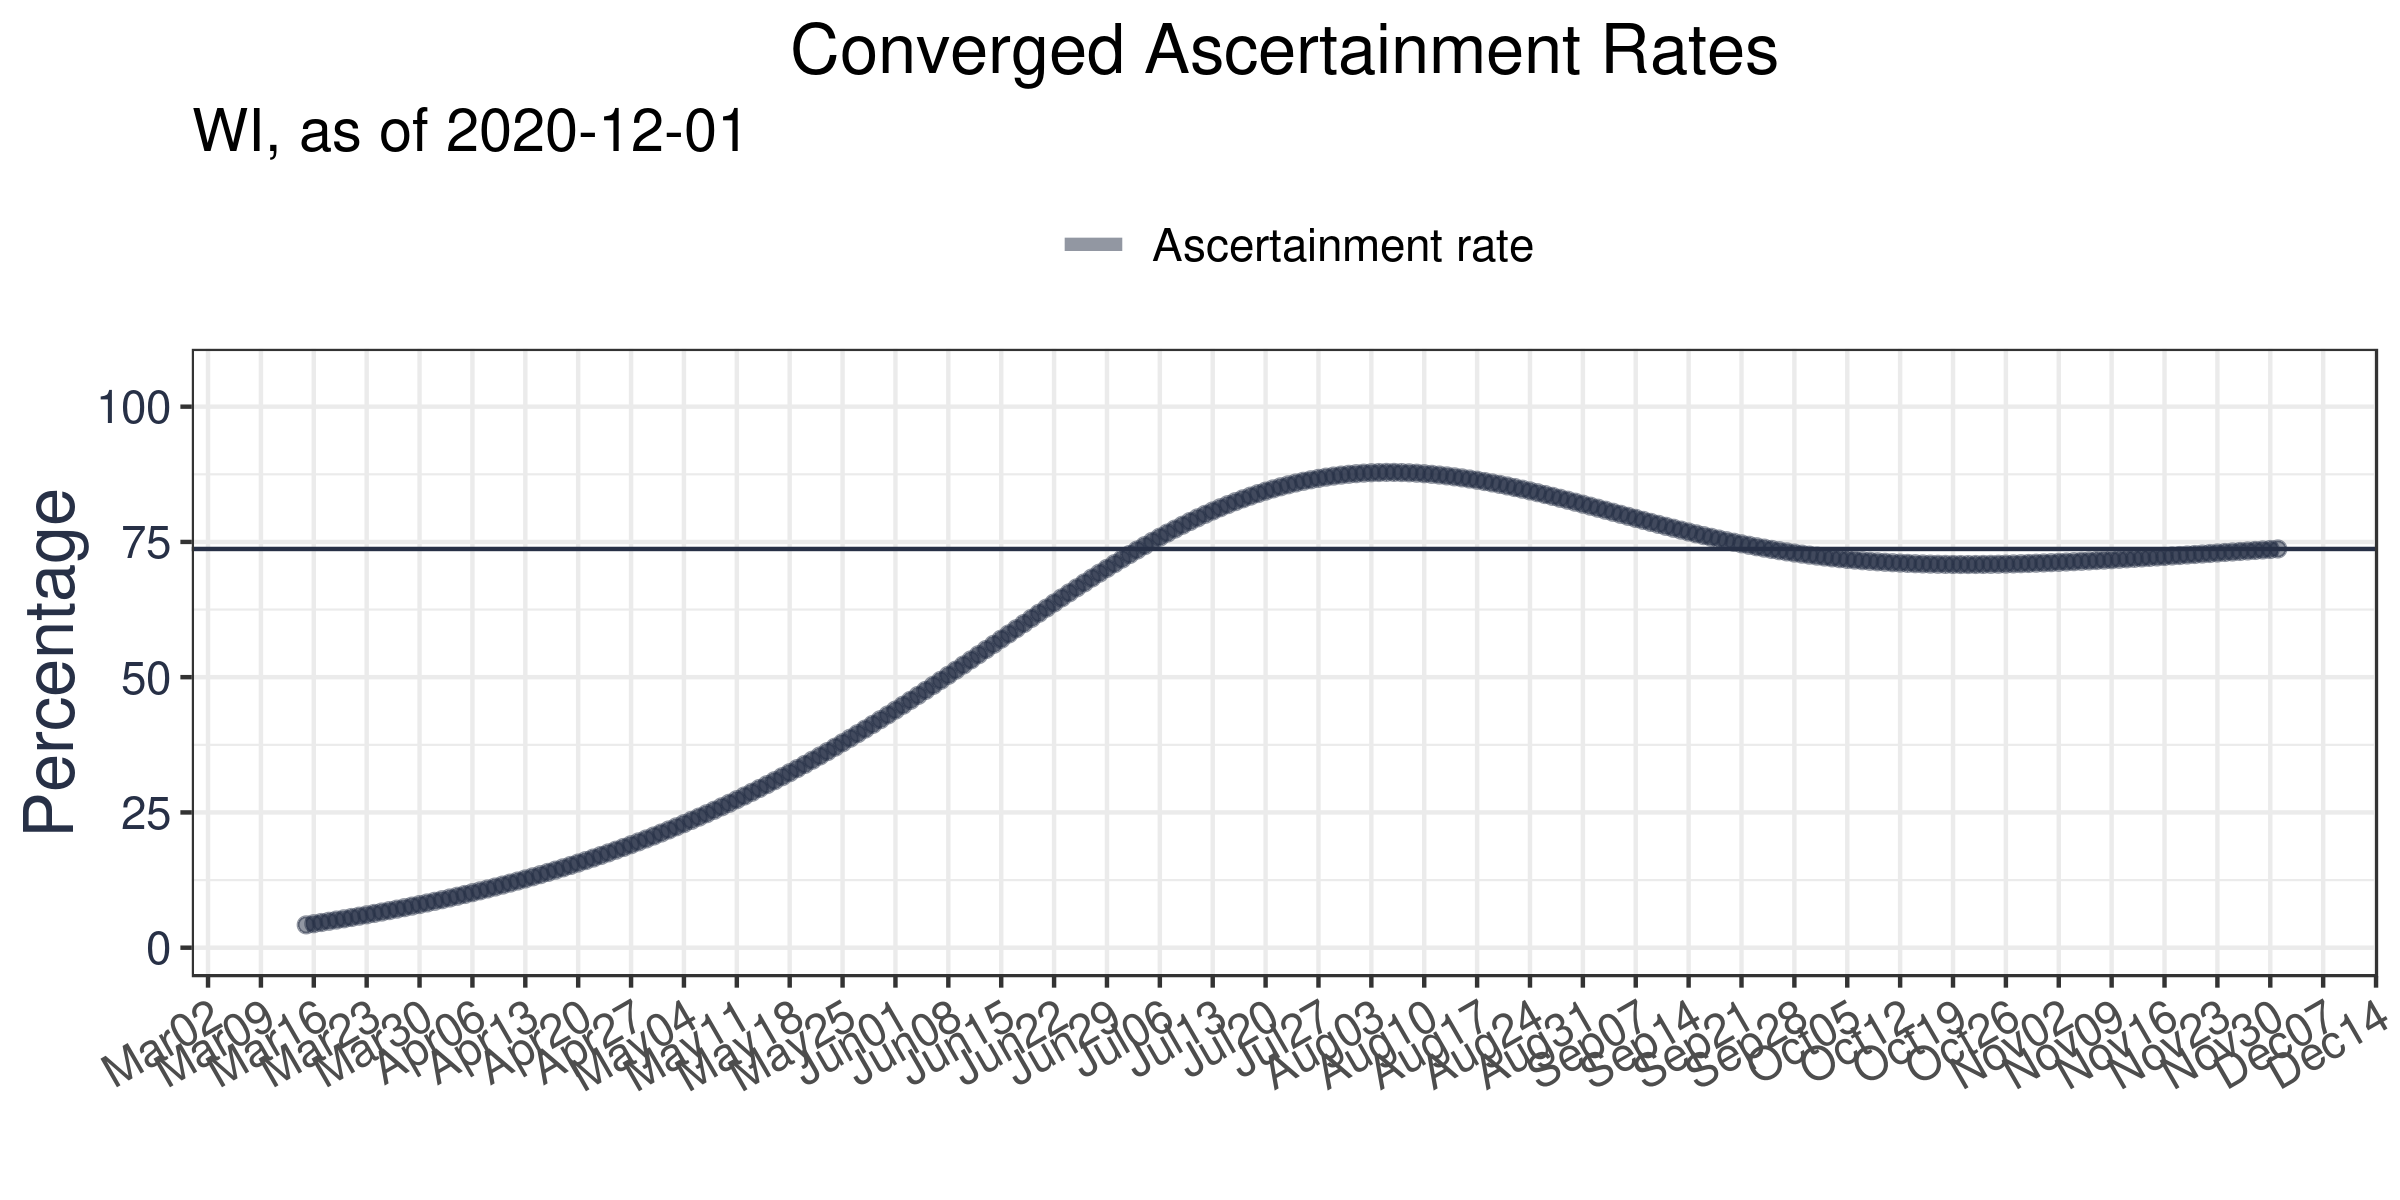 Converged Ascertainment Rates
WI, as of 2020-12-01
Ascertainment rate
Percentage
100
75
50
25
0
Mar02 Mar09 Mar16 Mar23 Mar30 Apr06 Apr13 Apr20 Apr27 May04 May11 May18 May25 Jun01 Jun08 Jun15 Jun22 Jun29 Jul06 Jul13 Jul20 Jul27 Aug03 Aug10 Aug17 Aug24 Aug31 Sep07 Sep14 Sep21 Sep28 Oct05 Oct12 Oct19 Oct26 Nov02 Nov09 Nov16 Nov23 Nov30 Dec07 Dec14